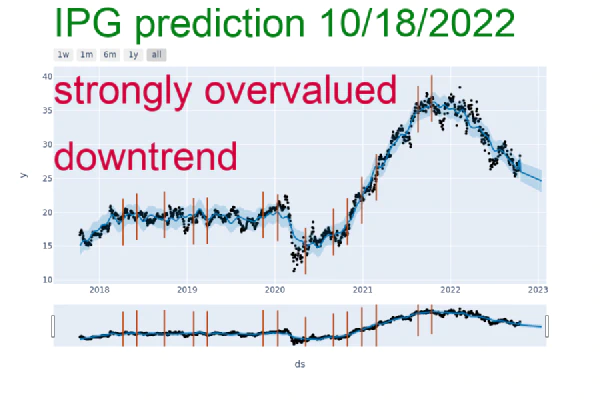 IPG prediction 10/18/2022
1w 1m 6m 1y all
strongly overvalued
downtrend
40
35
30
25
20
15
10
y
2018 2019 2020 2021 2022 2023
ds